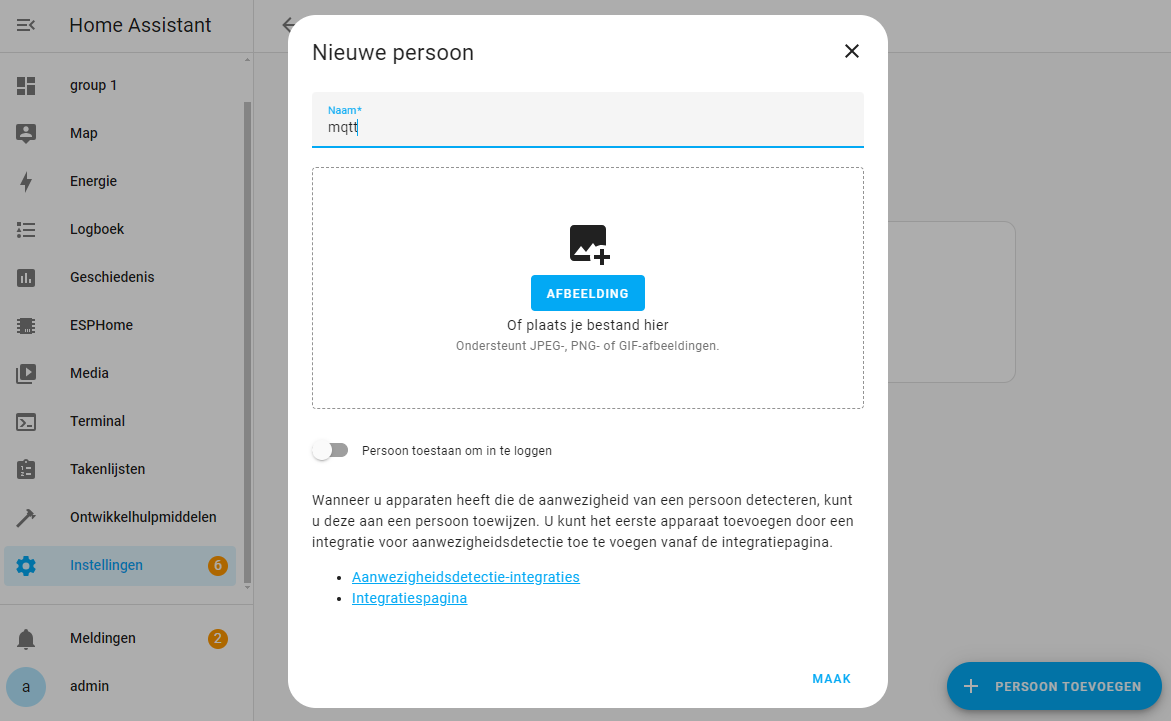 Home Assistant
group 1
Map
Energie
Logboek
Geschiedenis
ESPHome
Media
Terminal
Takenlijsten
Ontwikkelhulpmiddelen
Instellingen 6
Meldingen 2
a admin
Nieuwe persoon
Naam*
mqtt
AFBEELDING
Of plaats je bestand hier
Ondersteunt JPEG-, PNG- of GIF-afbeeldingen.
Persoon toestaan om in te loggen
Wanneer u apparaten heeft die de aanwezigheid van een persoon detecteren, kunt
u deze aan een persoon toewijzen. U kunt het eerste apparaat toevoegen door een
integratie voor aanwezigheidsdetectie toe te voegen vanaf de integratiepagina.
• Aanwezigheidsdetectie-integraties
• Integratiespagina
MAAK
PERSOON TOEVOEGEN